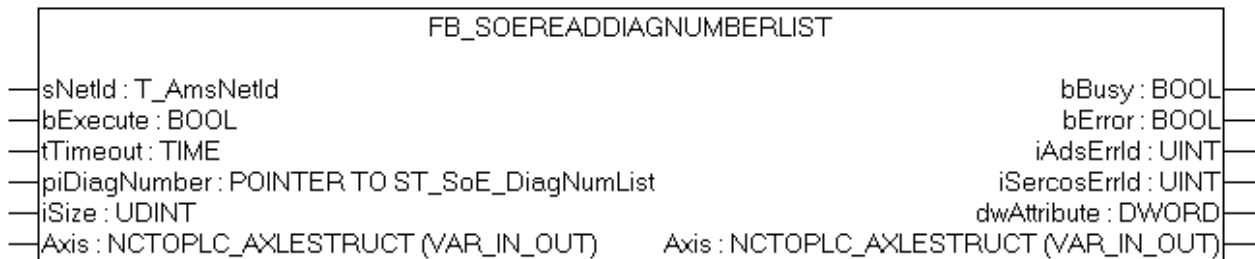 FB_SOEREADDIAGNUMBERLIST
sNetId : T_AmsNetId bBusy : BOOL
bExecute : BOOL bError : BOOL
tTimeout : TIME iAdsErrId : UINT
piDiagNumber : POINTER TO ST_SoE_DiagNumList iSercosErrId : UINT
iSize : UDINT dwAttribute : DWORD
Axis : NCTOPLC_AXLESTRUCT (VAR_IN_OUT) Axis : NCTOPLC_AXLESTRUCT (VAR_IN_OUT)